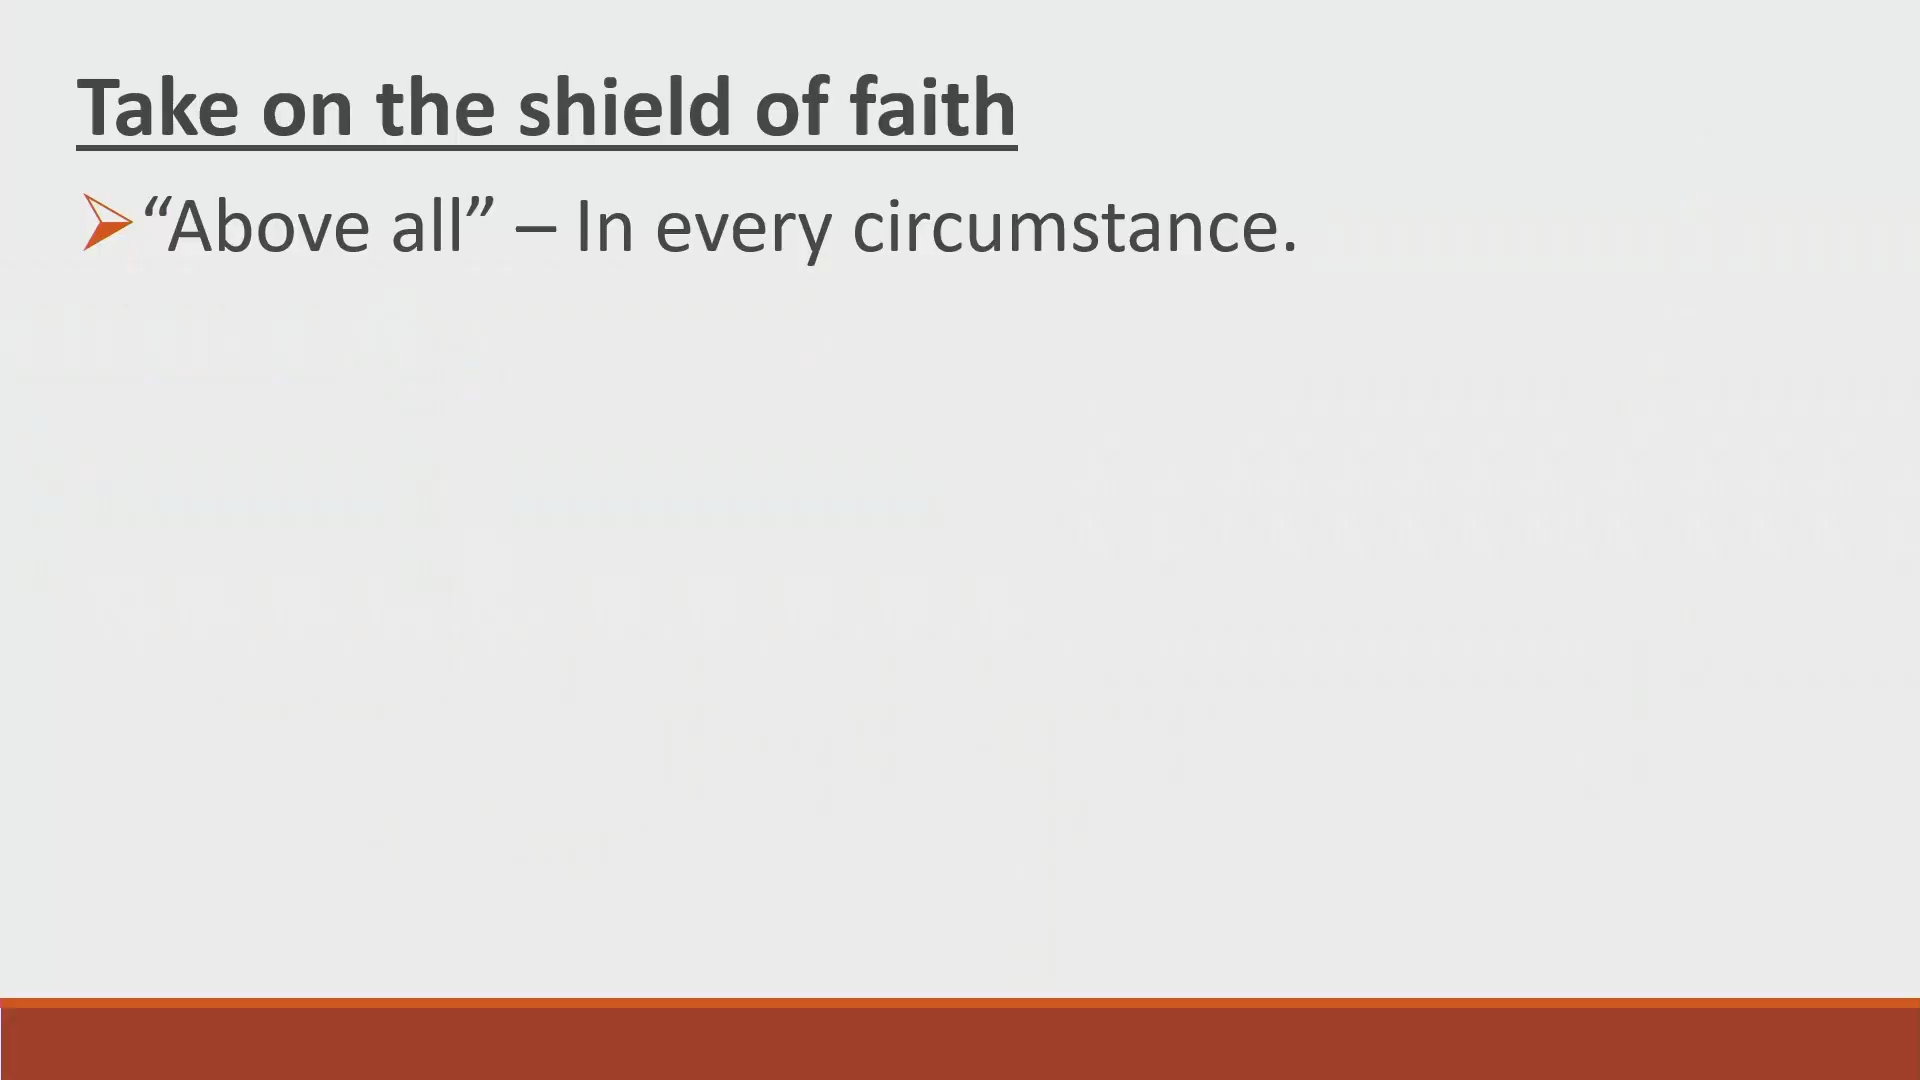 Take on the shield of faith
“Above all” – In every circumstance.